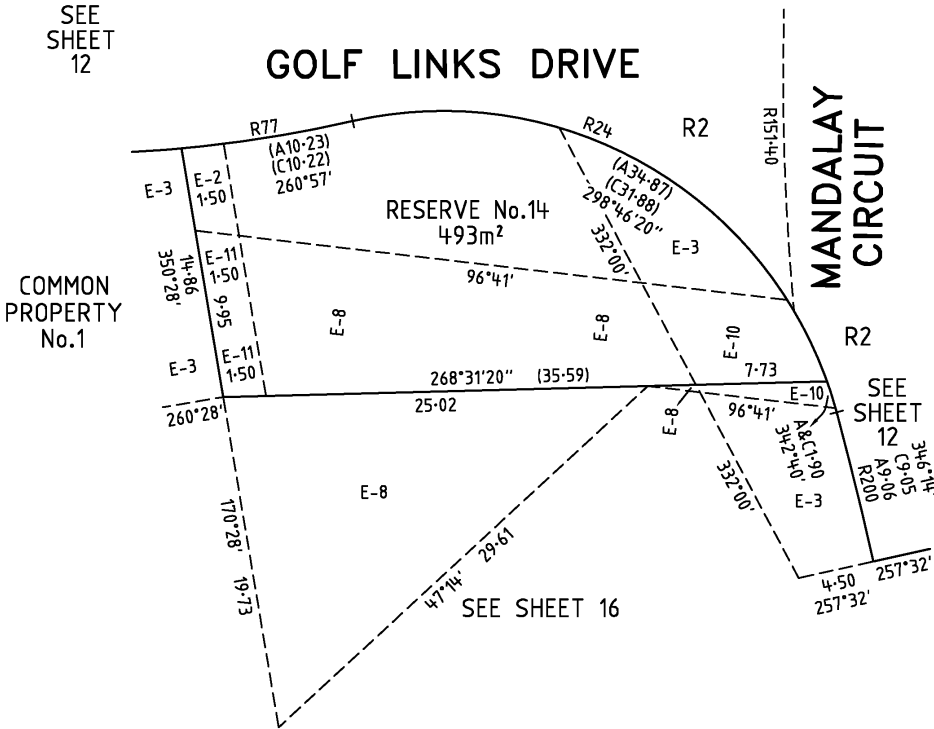 SEE
SHEET
12
GOLF LINKS DRIVE
MANDALAY
CIRCUIT
R151·40
R77
(A10·23)
(C10·22)
260°57'
R24
(A34·87)
(C31·88)
298°46'20"
R2
E-3
E-2
1·50
RESERVE No.14
493m²
332°00'
E-3
E-11
1·50
96°41'
14·86
350°28'
9·95
COMMON
PROPERTY
No.1
E-8
E-8
E-10
R2
E-3
E-11
1·50
268°31'20" (35·59)
7·73
260°28'
25·02
E-8
96°41'
E-10
SEE
SHEET
12
A&C1·90
342°40'
346°14'
C9·05
A9·06
R200
E-8
332°00'
E-3
170°28'
19·73
47°14' 29·61
SEE SHEET 16
4·50
257°32'
257°32'